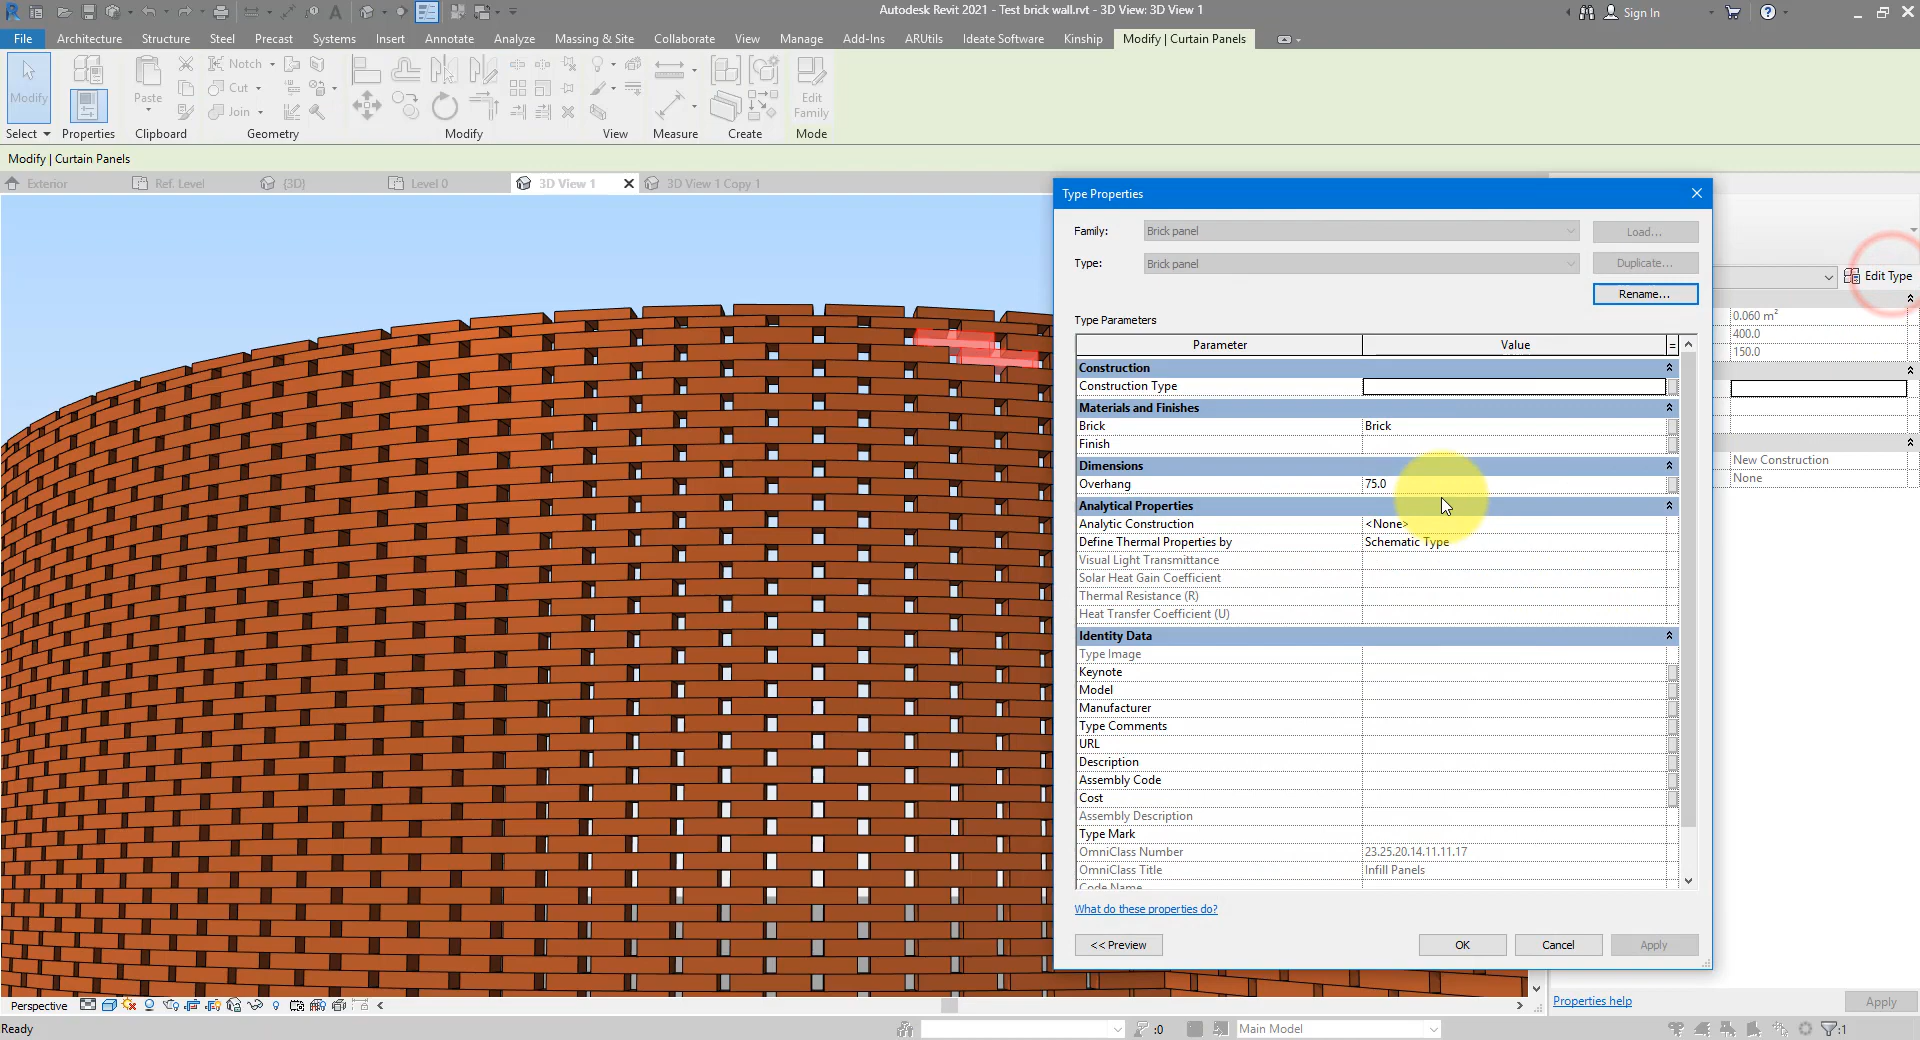 Autodesk Revit 2021 - Test brick wall.rvt - 3D View: 3D View 1
Sign In
File Architecture Structure Steel Precast Systems Insert Annotate Analyze Massing & Site Collaborate View Manage Add-Ins ARUtils Ideate Software Kinship Modify | Curtain Panels
Modify
Paste
Notch
Cut
Join
Edit
Family
Select Properties Clipboard Geometry Modify View Measure Create Mode
Modify | Curtain Panels
Exterior Ref. Level {3D} Level 0 3D View 1 3D View 1 Copy 1
Type Properties
Family: Brick panel Load...
Type: Brick panel Duplicate...
Rename...
Type Parameters
Parameter Value =
Construction
Construction Type
Materials and Finishes
Brick Brick
Finish
Dimensions
Overhang 75.0
Analytical Properties
Analytic Construction <None>
Define Thermal Properties by Schematic Type
Visual Light Transmittance
Solar Heat Gain Coefficient
Thermal Resistance (R)
Heat Transfer Coefficient (U)
Identity Data
Type Image
Keynote
Model
Manufacturer
Type Comments
URL
Description
Assembly Code
Cost
Assembly Description
Type Mark
OmniClass Number 23.25.20.14.11.11.17
OmniClass Title Infill Panels
Code Name
What do these properties do?
<< Preview OK Cancel Apply
Edit Type
0.060 m²
400.0
150.0
New Construction
None
Properties help Apply
Perspective
Ready
:0
Main Model
:1